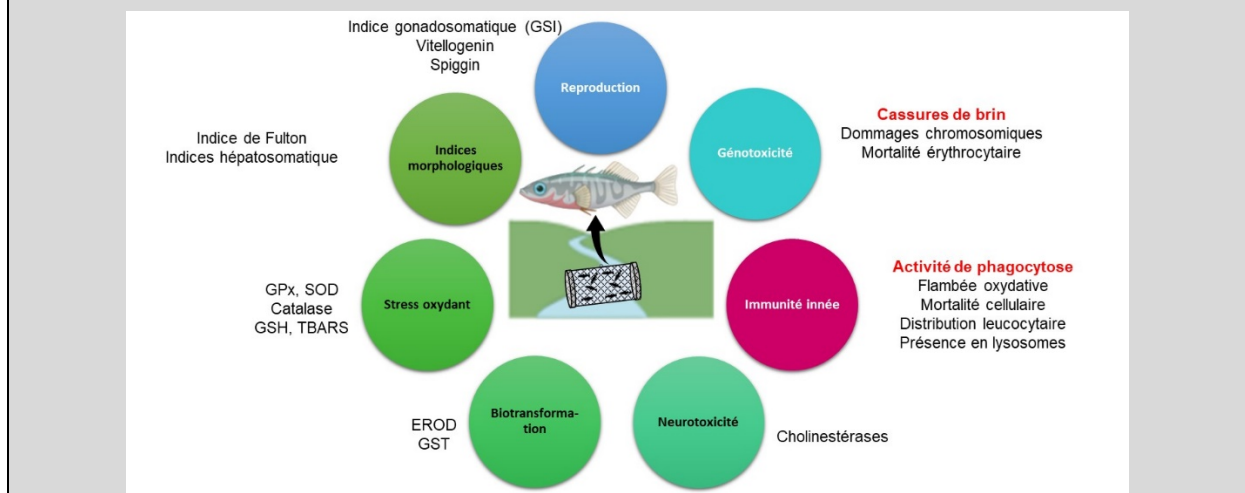 Indice gonadosomatique (GSI)
Vitellogenin
Spiggin
Reproduction
Cassures de brin
Dommages chromosomiques
Mortalité érythrocytaire
Génotoxicité
Indice de Fulton
Indices hépatosomatique
Indices
morphologiques
Activité de phagocytose
Flambée oxydative
Mortalité cellulaire
Distribution leucocytaire
Présence en lysosomes
Immunité innée
GPx, SOD
Catalase
GSH, TBARS
Stress oxydant
EROD
GST
Biotransforma-
tion
Neurotoxicité
Cholinestérases